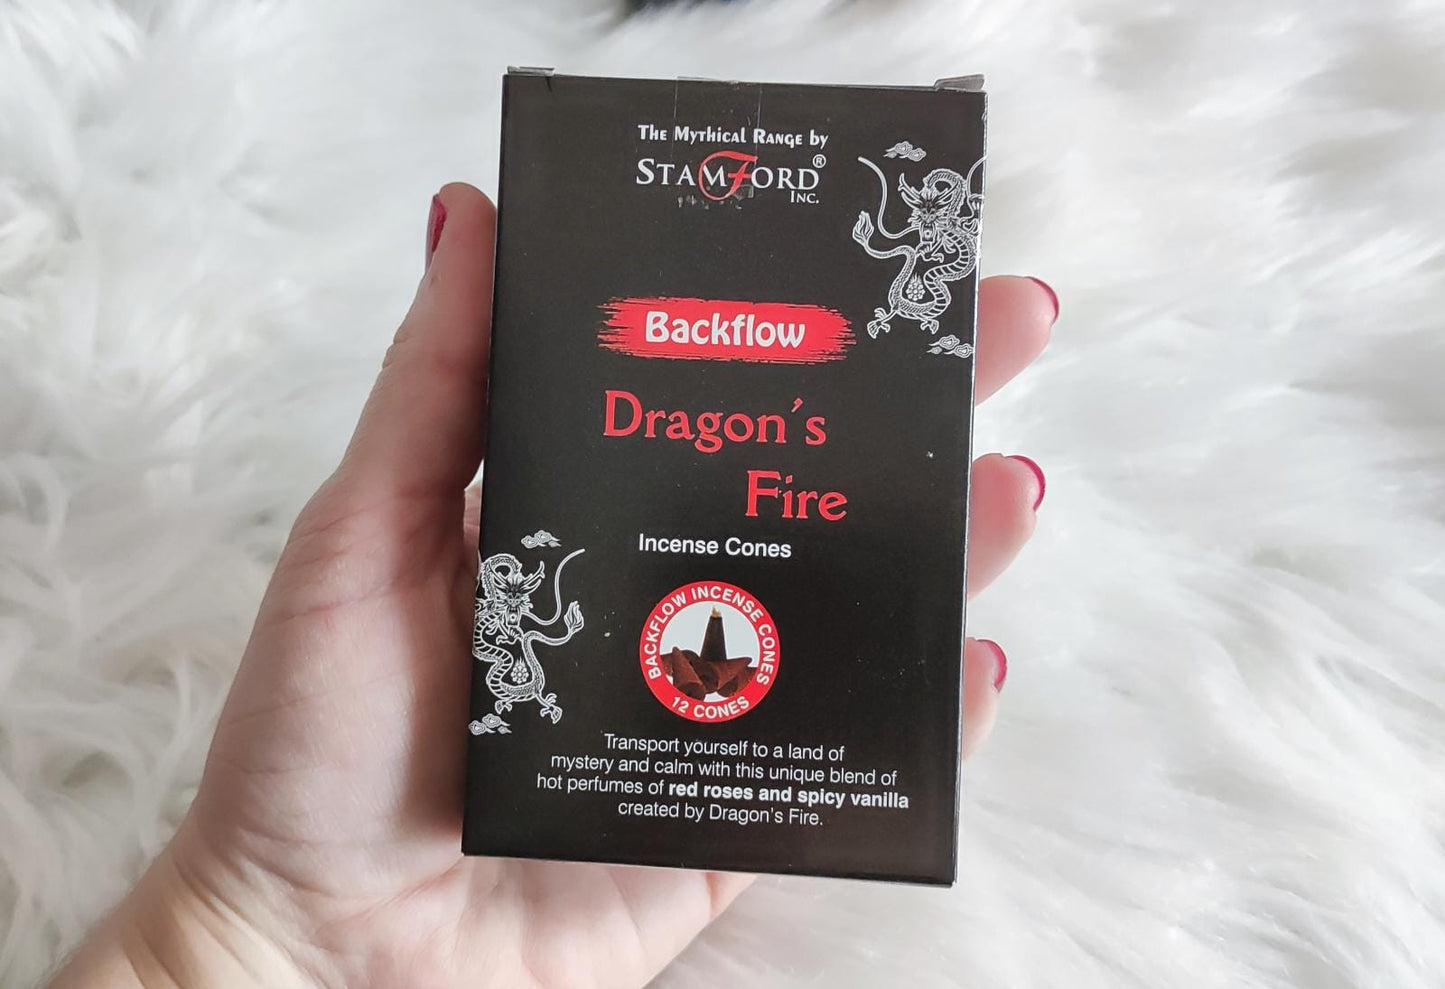 The Mythical Range by
Stamford®
Inc.
Backflow
Dragon's
Fire
Incense Cones
BACKFLOW INCENSE CONES
12 CONES
Transport yourself to a land of
mystery and calm with this unique blend of
hot perfumes of red roses and spicy vanilla
created by Dragon's Fire.